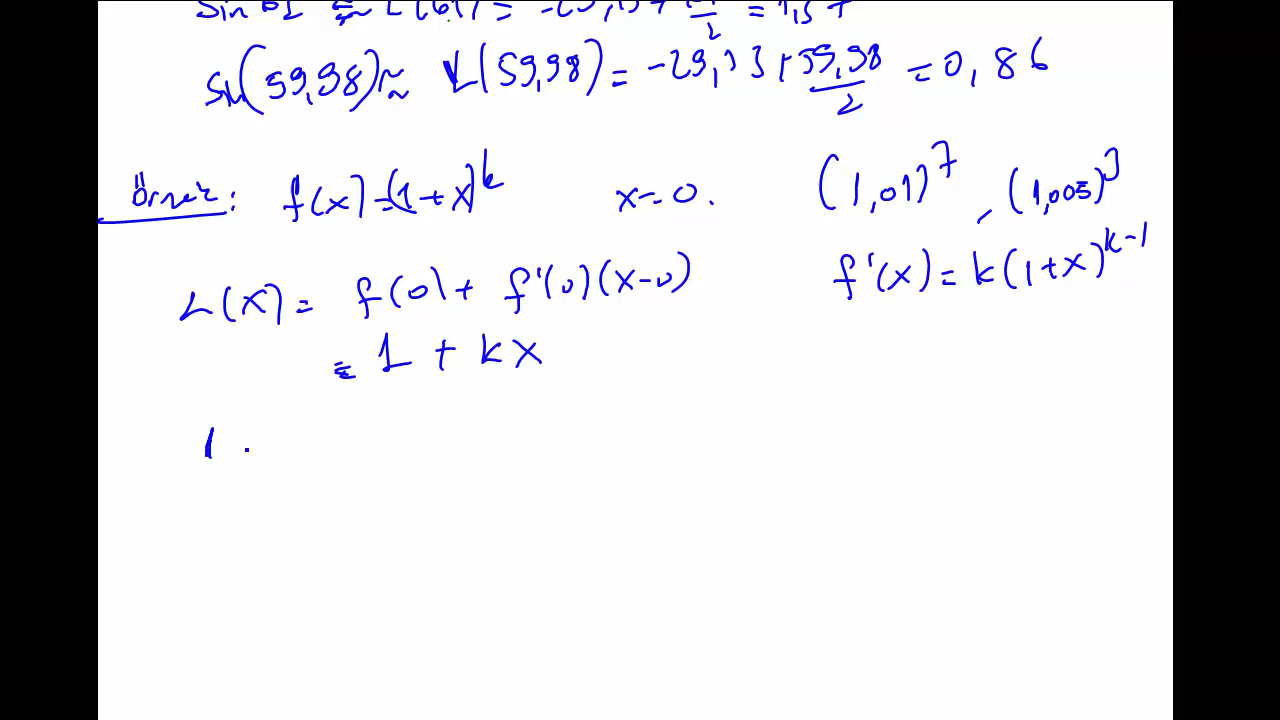 sin(59,98) ≈ L(59,98) = -29,13 + 59,98/2 = 0,86
Örnek: f(x) = (1+x)^k x=0. (1,01)^7, (1,005)^3
L(x) = f(0) + f'(0)(x-0) f'(x) = k(1+x)^{k-1}
= 1 + kx
1 .